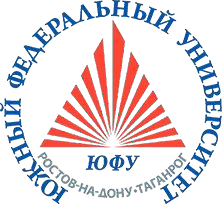 ЮЖНЫЙ ФЕДЕРАЛЬНЫЙ УНИВЕРСИТЕТ
ЮФУ
РОСТОВ-НА-ДОНУ·ТАГАНРОГ